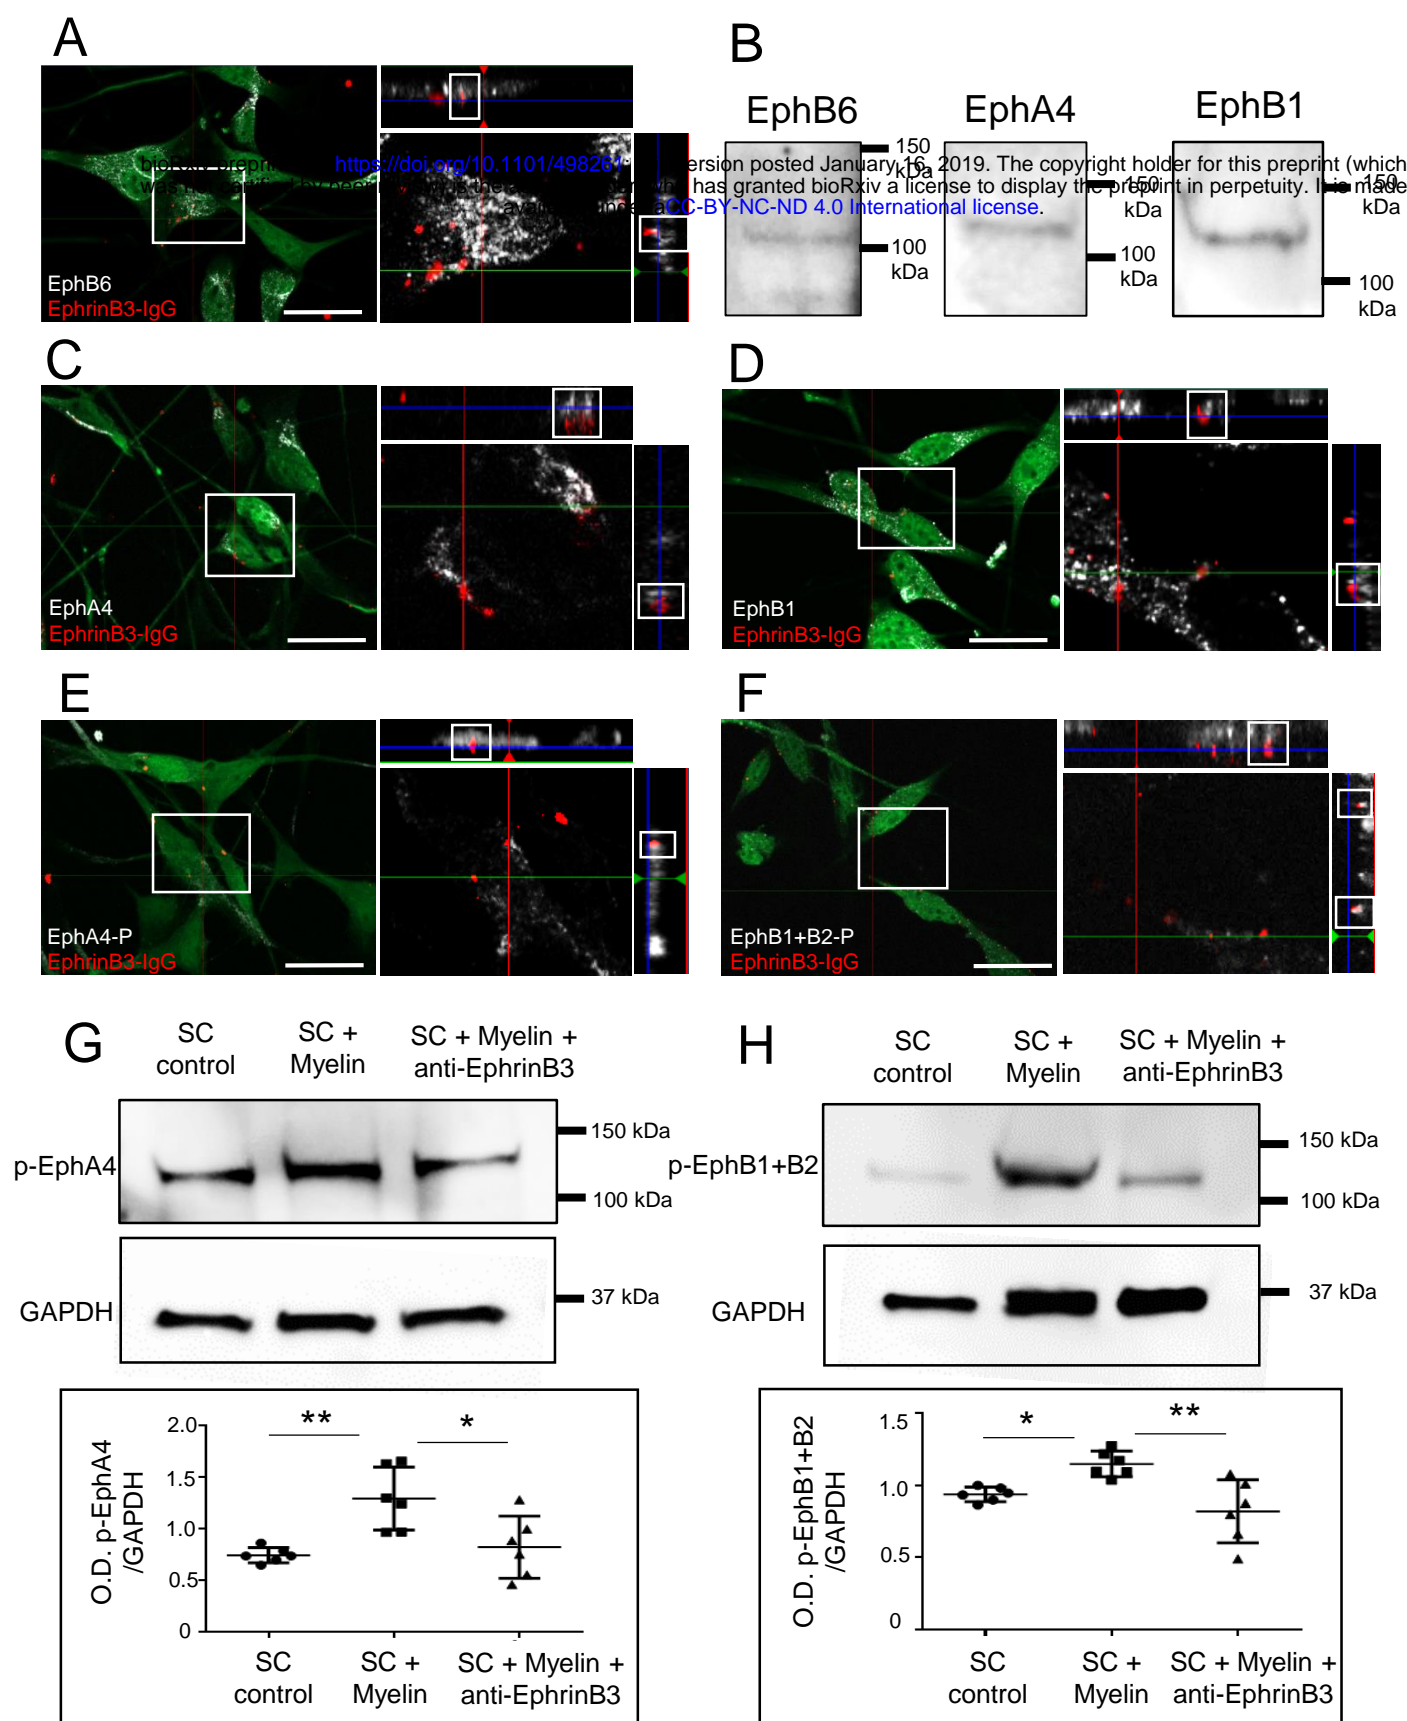 A
B
EphB6
EphA4
EphB1
150
kDa
100
kDa
150
kDa
100
kDa
150
kDa
100
kDa
https://doi.org/10.1101/498261; version posted January 16, 2019. The copyright holder for this preprint (which
has granted bioRxiv a license to display the preprint in perpetuity. It is made
CC-BY-NC-ND 4.0 International license.
EphB6
EphrinB3-IgG
C
D
EphA4
EphrinB3-IgG
EphB1
EphrinB3-IgG
E
F
EphA4-P
EphrinB3-IgG
EphB1+B2-P
EphrinB3-IgG
G
SC
control
SC +
Myelin
SC + Myelin +
anti-EphrinB3
p-EphA4
150 kDa
100 kDa
GAPDH
37 kDa
O.D. p-EphA4
/GAPDH
2.0
1.5
1.0
0.5
0
**
*
SC
control
SC +
Myelin
SC + Myelin +
anti-EphrinB3
H
SC
control
SC +
Myelin
SC + Myelin +
anti-EphrinB3
p-EphB1+B2
150 kDa
100 kDa
GAPDH
37 kDa
O.D. p-EphB1+B2
/GAPDH
1.5
1.0
0.5
0
*
**
SC
control
SC +
Myelin
SC + Myelin +
anti-EphrinB3